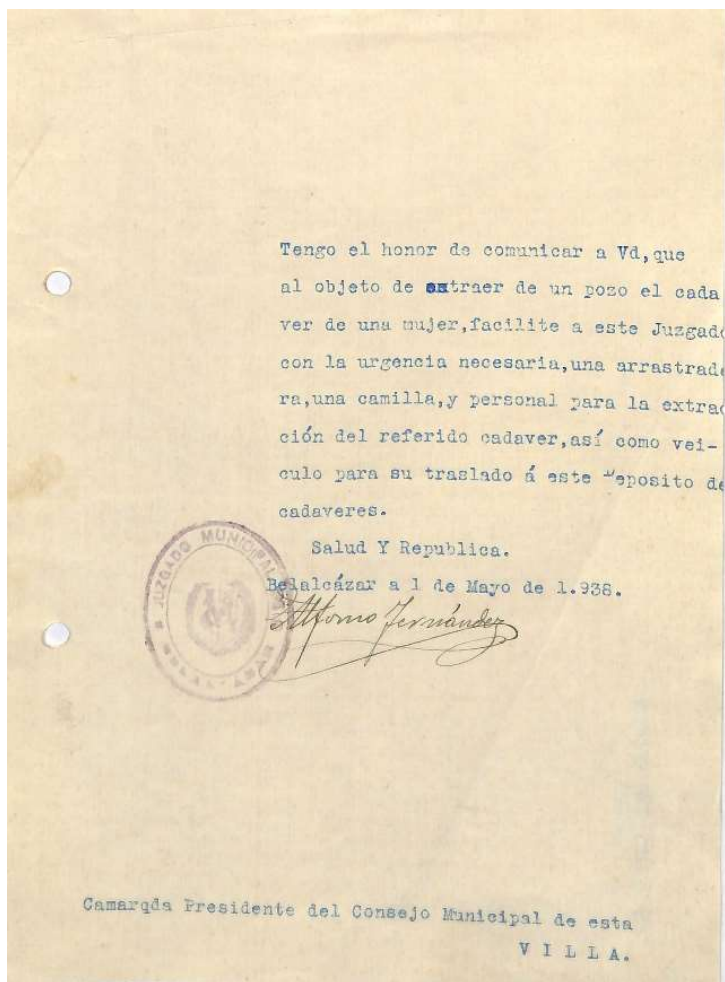 Tengo el honor de comunicar a Vd,que
al objeto de extraer de un pozo el cada
ver de una mujer,facilite a este Juzgado
con la urgencia necesaria,una arrastrade
ra,una camilla,y personal para la extrac
ción del referido cadaver,así como vei-
culo para su traslado á este Deposito de
cadaveres.
Salud Y Republica.
JUZGADO MUNICIPAL
Belalcázar a 1 de Mayo de 1.938.
Alfonso Fernández
Camarqda Presidente del Consejo Municipal de esta
V I L L A.